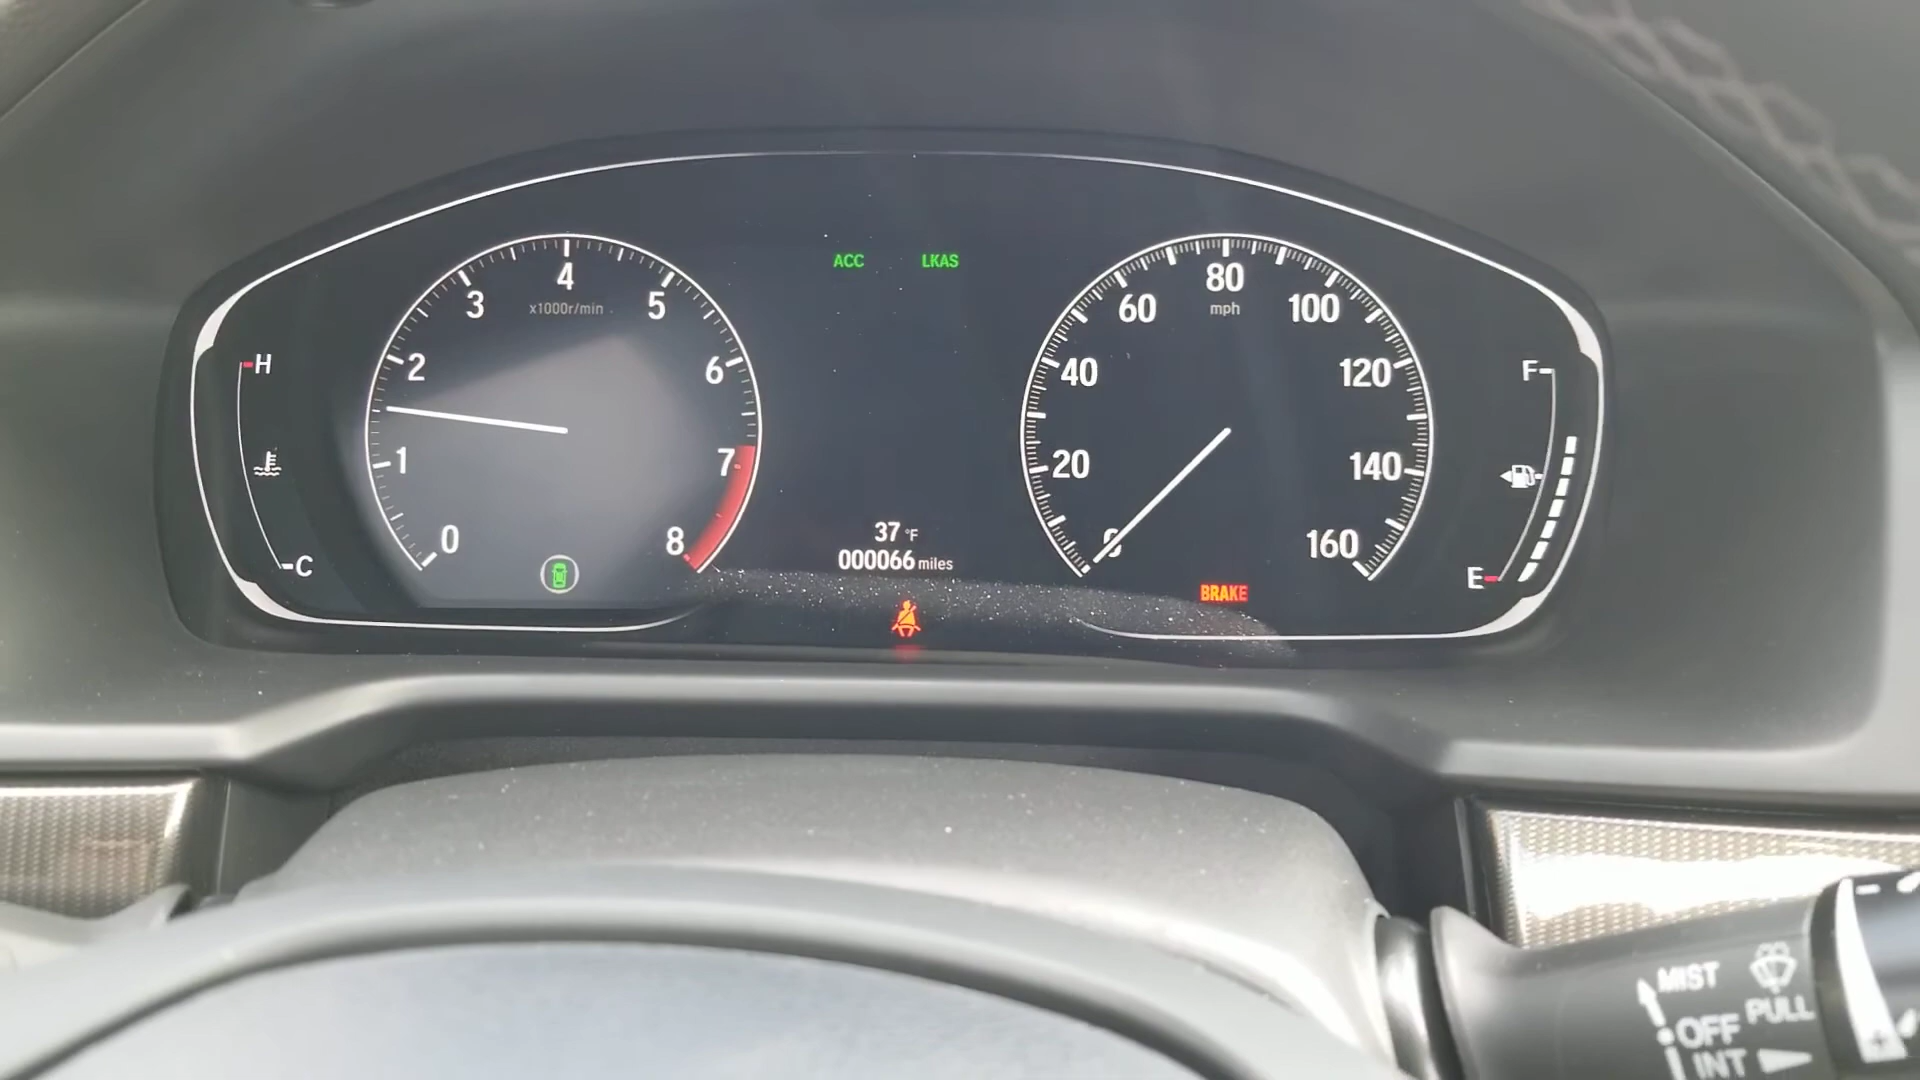 ACC LKAS
0 1 2 3 4 5 6 7 8
x1000r/min
0 20 40 60 80 100 120 140 160
mph
H
C
F
E
37 °F
000066 miles
BRAKE
MIST
OFF PULL
INT